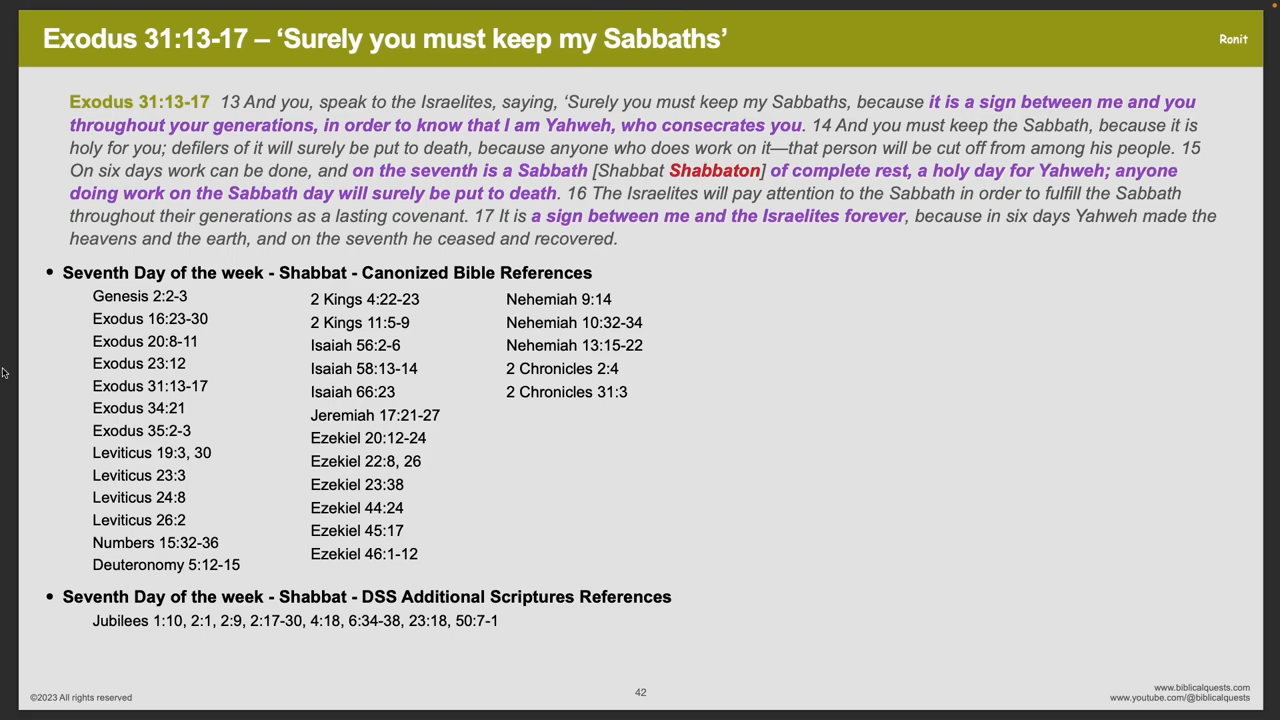 Exodus 31:13-17 – ‘Surely you must keep my Sabbaths’
Ronit
Exodus 31:13-17 13 And you, speak to the Israelites, saying, ‘Surely you must keep my Sabbaths, because it is a sign between me and you
throughout your generations, in order to know that I am Yahweh, who consecrates you. 14 And you must keep the Sabbath, because it is
holy for you; defilers of it will surely be put to death, because anyone who does work on it—that person will be cut off from among his people. 15
On six days work can be done, and on the seventh is a Sabbath [Shabbat Shabbaton] of complete rest, a holy day for Yahweh; anyone
doing work on the Sabbath day will surely be put to death. 16 The Israelites will pay attention to the Sabbath in order to fulfill the Sabbath
throughout their generations as a lasting covenant. 17 It is a sign between me and the Israelites forever, because in six days Yahweh made the
heavens and the earth, and on the seventh he ceased and recovered.
• Seventh Day of the week - Shabbat - Canonized Bible References
Genesis 2:2-3
Exodus 16:23-30
Exodus 20:8-11
Exodus 23:12
Exodus 31:13-17
Exodus 34:21
Exodus 35:2-3
Leviticus 19:3, 30
Leviticus 23:3
Leviticus 24:8
Leviticus 26:2
Numbers 15:32-36
Deuteronomy 5:12-15
2 Kings 4:22-23
2 Kings 11:5-9
Isaiah 56:2-6
Isaiah 58:13-14
Isaiah 66:23
Jeremiah 17:21-27
Ezekiel 20:12-24
Ezekiel 22:8, 26
Ezekiel 23:38
Ezekiel 44:24
Ezekiel 45:17
Ezekiel 46:1-12
Nehemiah 9:14
Nehemiah 10:32-34
Nehemiah 13:15-22
2 Chronicles 2:4
2 Chronicles 31:3
• Seventh Day of the week - Shabbat - DSS Additional Scriptures References
Jubilees 1:10, 2:1, 2:9, 2:17-30, 4:18, 6:34-38, 23:18, 50:7-1
©2023 All rights reserved
42
www.biblicalquests.com
www.youtube.com/@biblicalquests